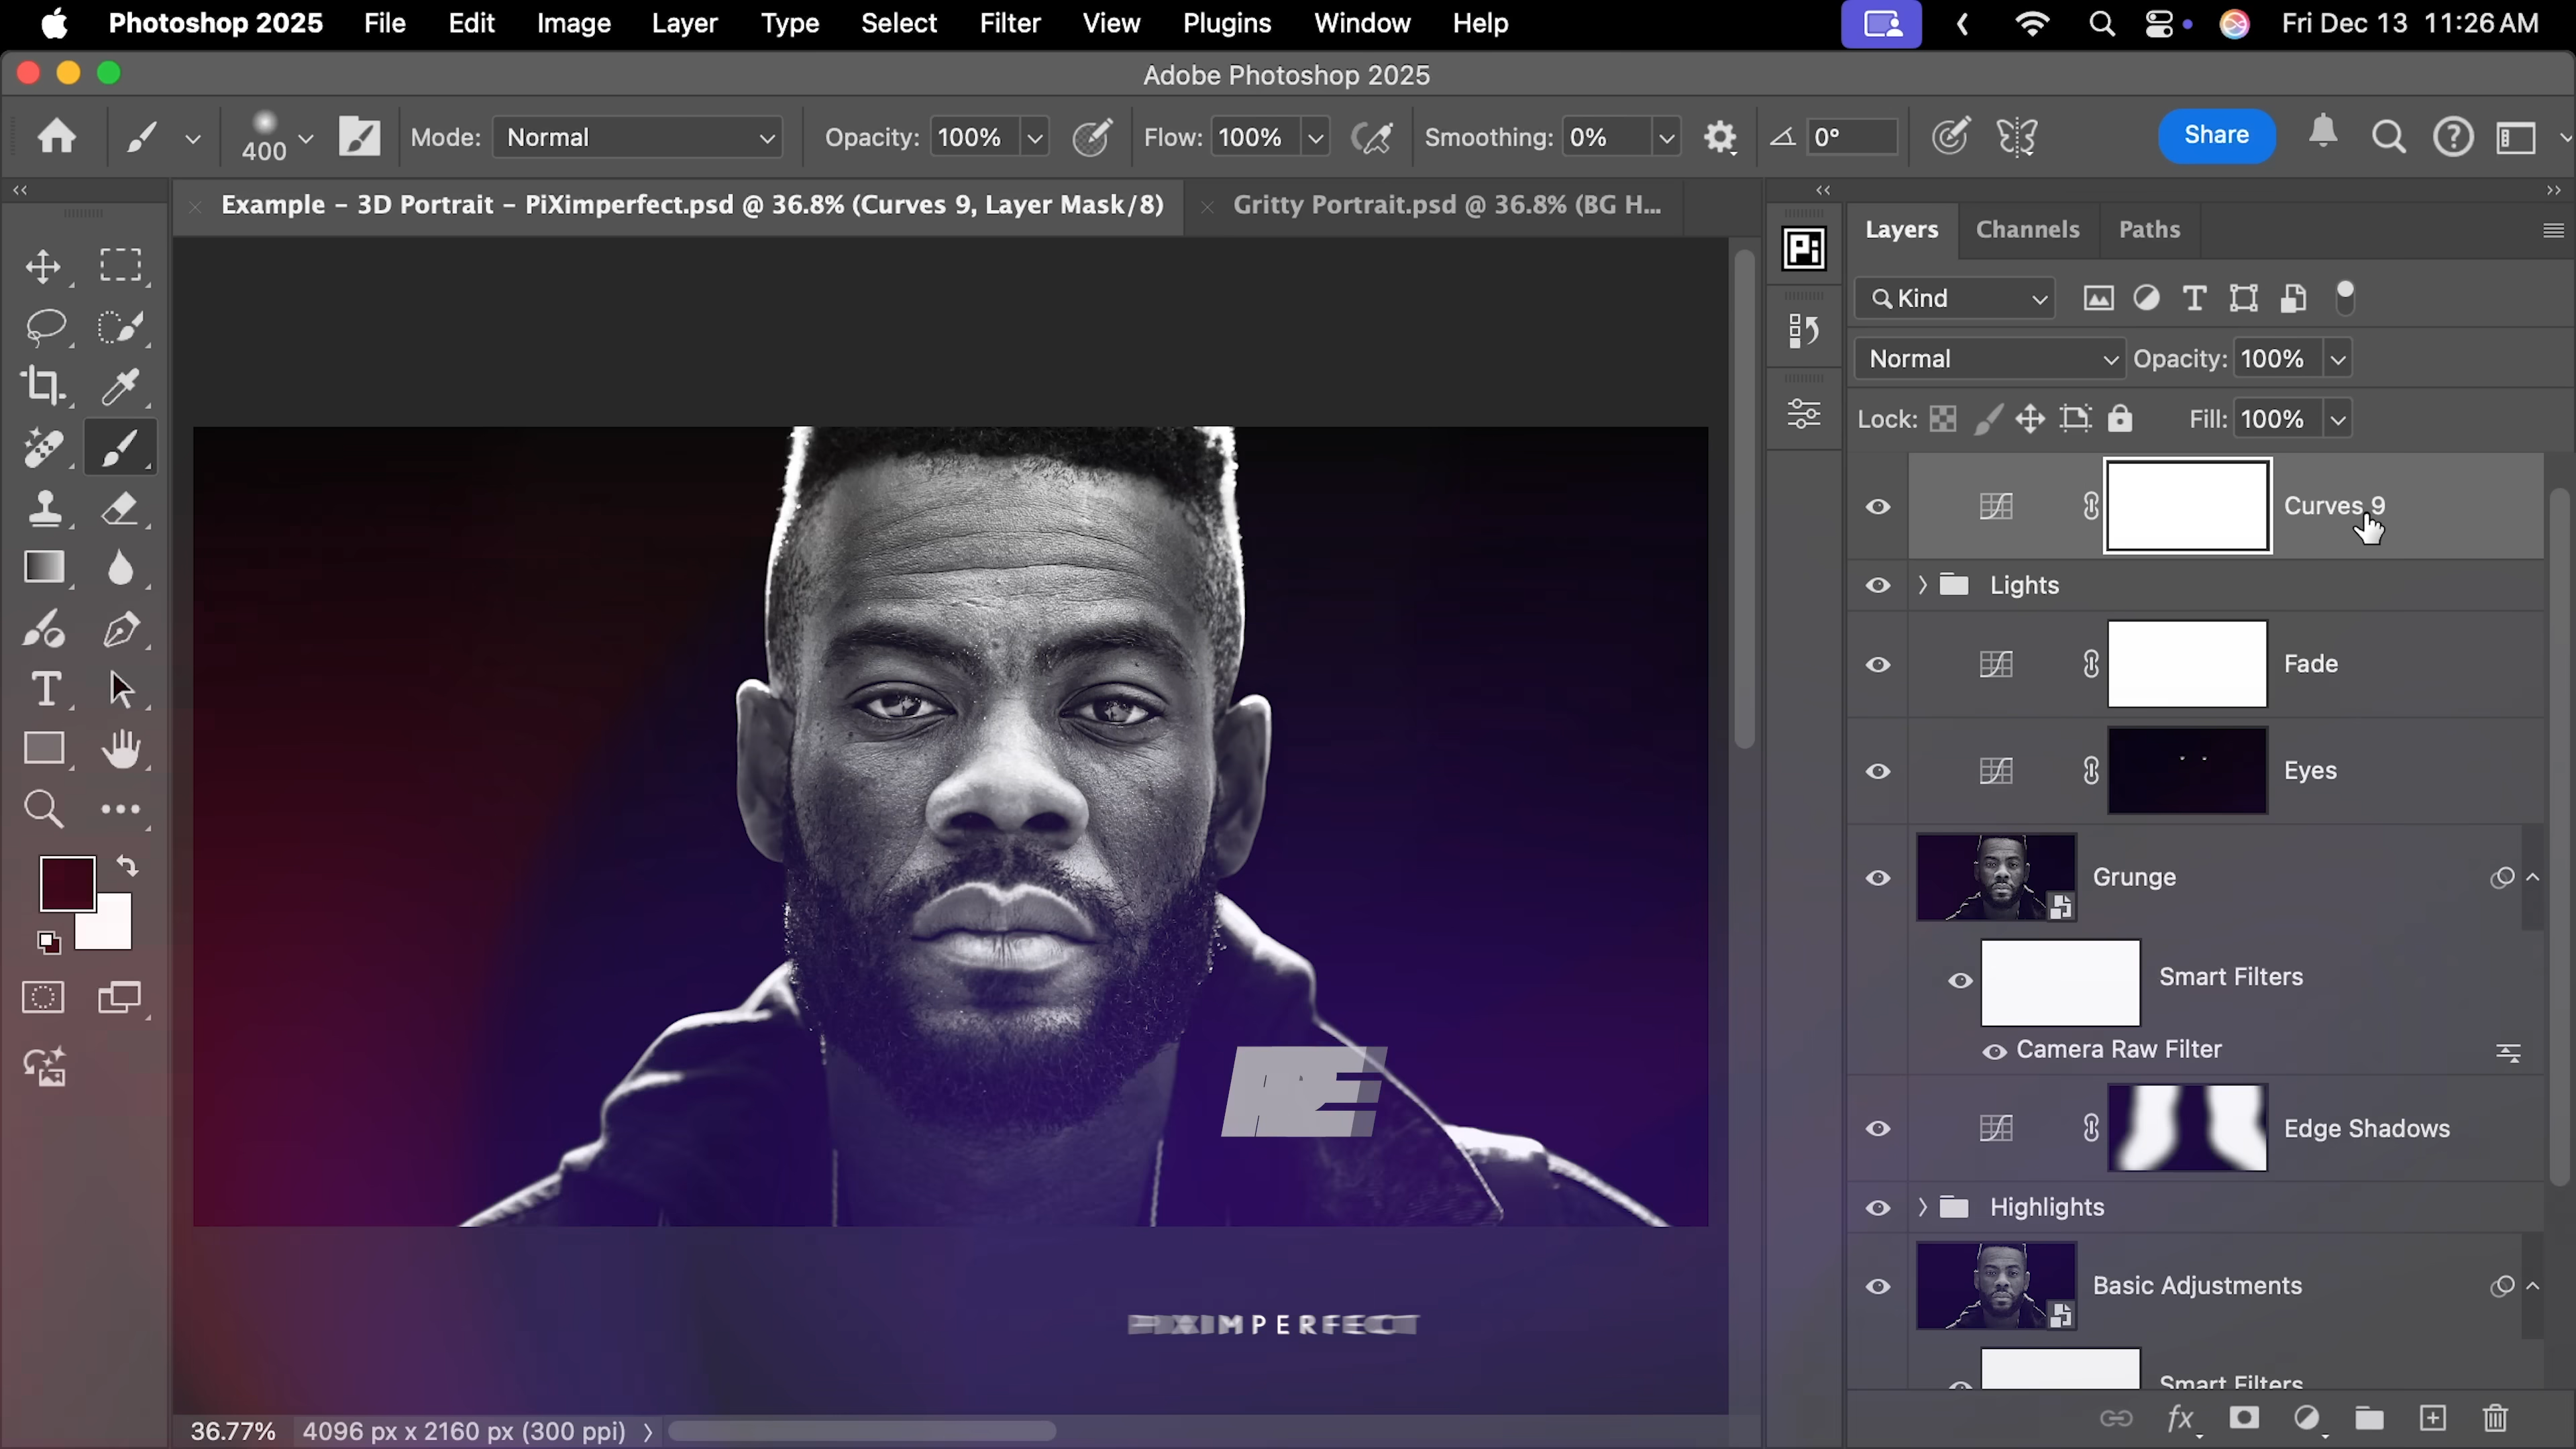 Photoshop 2025 File Edit Image Layer Type Select Filter View Plugins Window Help Fri Dec 13 11:26 AM
Adobe Photoshop 2025
400 Mode: Normal Opacity: 100% Flow: 100% Smoothing: 0% 0° Share
Example – 3D Portrait – PiXimperfect.psd @ 36.8% (Curves 9, Layer Mask/8) Gritty Portrait.psd @ 36.8% (BG H...
Pi
Layers Channels Paths
Kind
Normal Opacity: 100%
Lock: Fill: 100%
Curves 9
Lights
Fade
Eyes
Grunge
Smart Filters
Camera Raw Filter
Edge Shadows
Highlights
Basic Adjustments
Smart Filters
PIXIMPERFECT
36.77% 4096 px x 2160 px (300 ppi)
fx